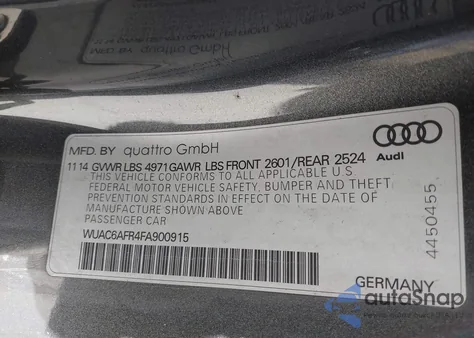 MFD. BY quattro GmbH
11 14 GVWR LBS 4971 GAWR LBS FRONT 2601/REAR 2524
Audi
THIS VEHICLE CONFORMS TO ALL APPLICABLE U.S.
FEDERAL MOTOR VEHICLE SAFETY, BUMPER AND THEFT
PREVENTION STANDARDS IN EFFECT ON THE DATE OF
MANUFACTURE SHOWN ABOVE
PASSENGER CAR
WUAC6AFR4FA900915
4450455
GERMANY
autoSnap